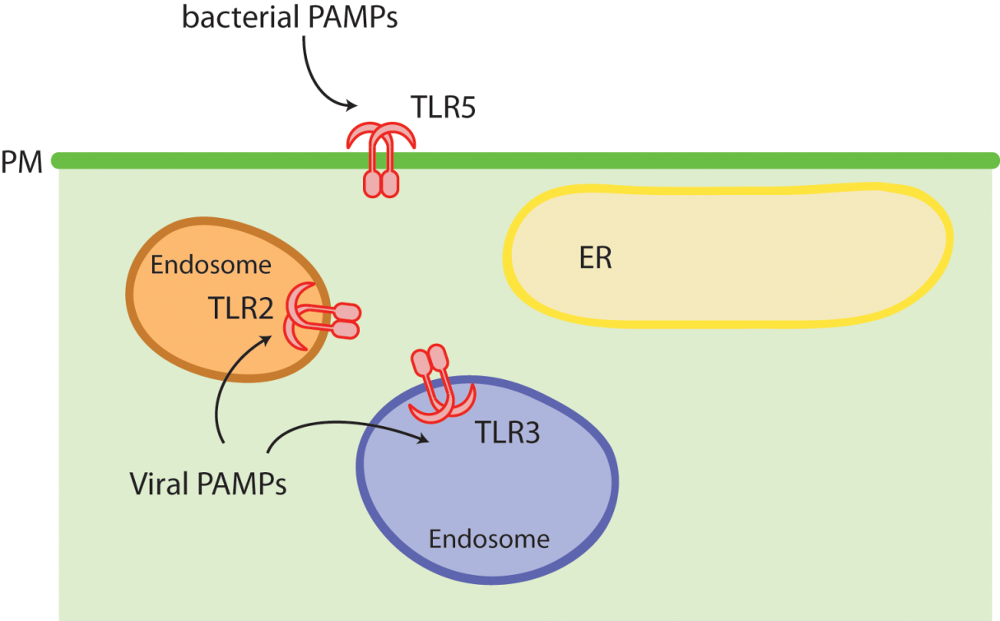 bacterial PAMPs
TLR5
PM
Endosome
TLR2
ER
TLR3
Viral PAMPs
Endosome